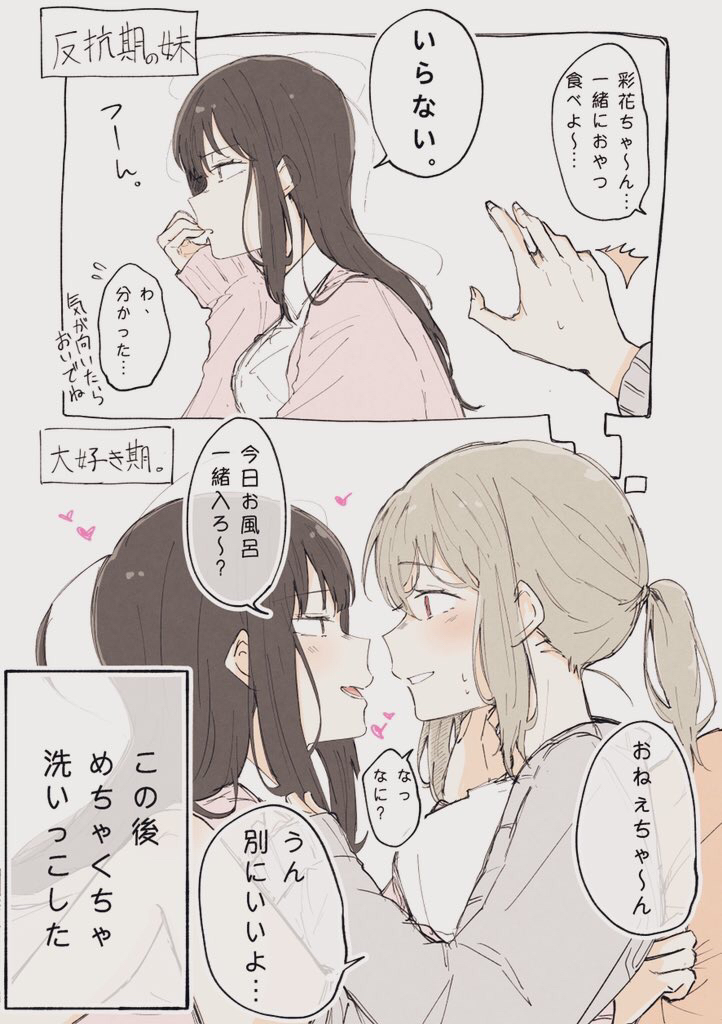 反抗期の妹
彩花ちゃ〜ん…
一緒におやつ
食べよ〜…
いらない。
つーん。
わ、
分かった…
気が向いたら
おいでね
大好き期。
おねぇちゃ〜ん
なっ
なに?
今日お風呂
一緒入ろ〜?
うん
別にいいよ…
この後
めちゃくちゃ
洗いっこした